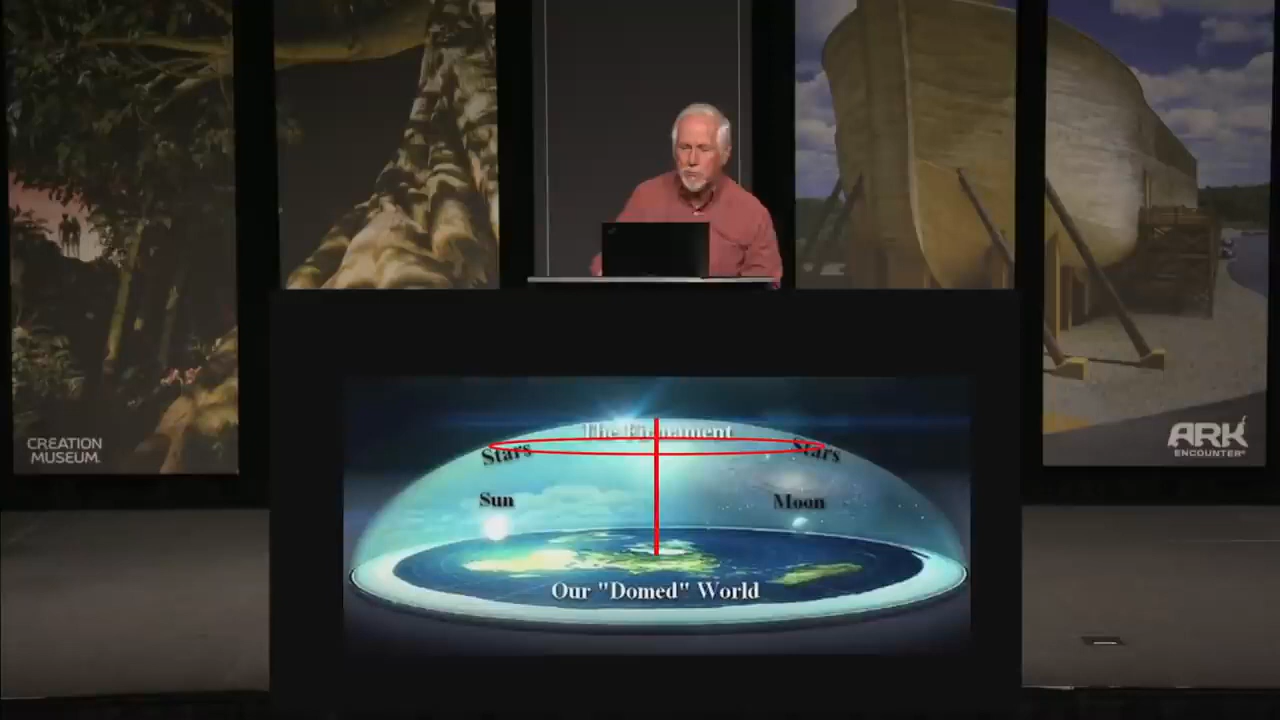 CREATION
MUSEUM
ARK
ENCOUNTER
The Firmament
Stars
Stars
Sun
Moon
Our "Domed" World